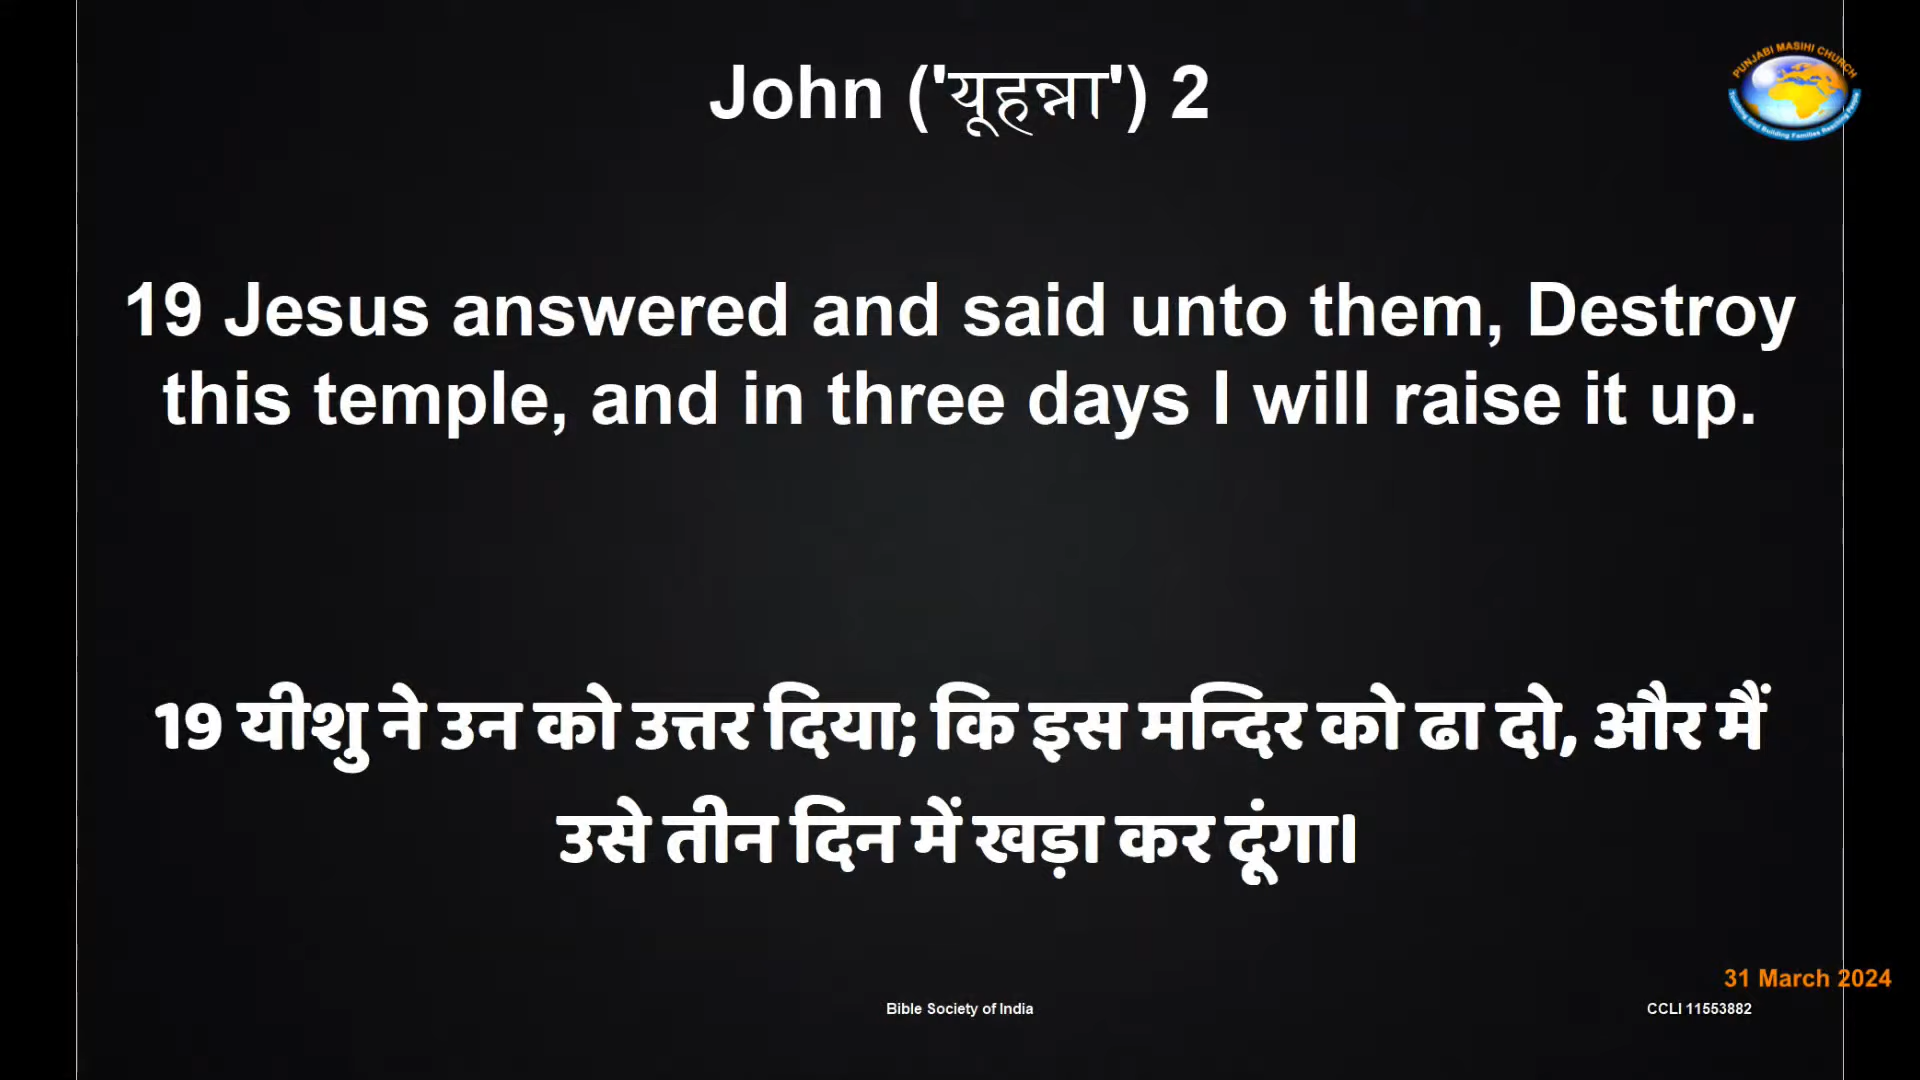 John ('यूहन्ना') 2
PUNJABI MASIHI CHURCH
19 Jesus answered and said unto them, Destroy
this temple, and in three days I will raise it up.
19 यीशु ने उन को उत्तर दिया; कि इस मन्दिर को ढा दो, और मैं
उसे तीन दिन में खड़ा कर दूंगा।
31 March 2024
Bible Society of India
CCLI 11553882